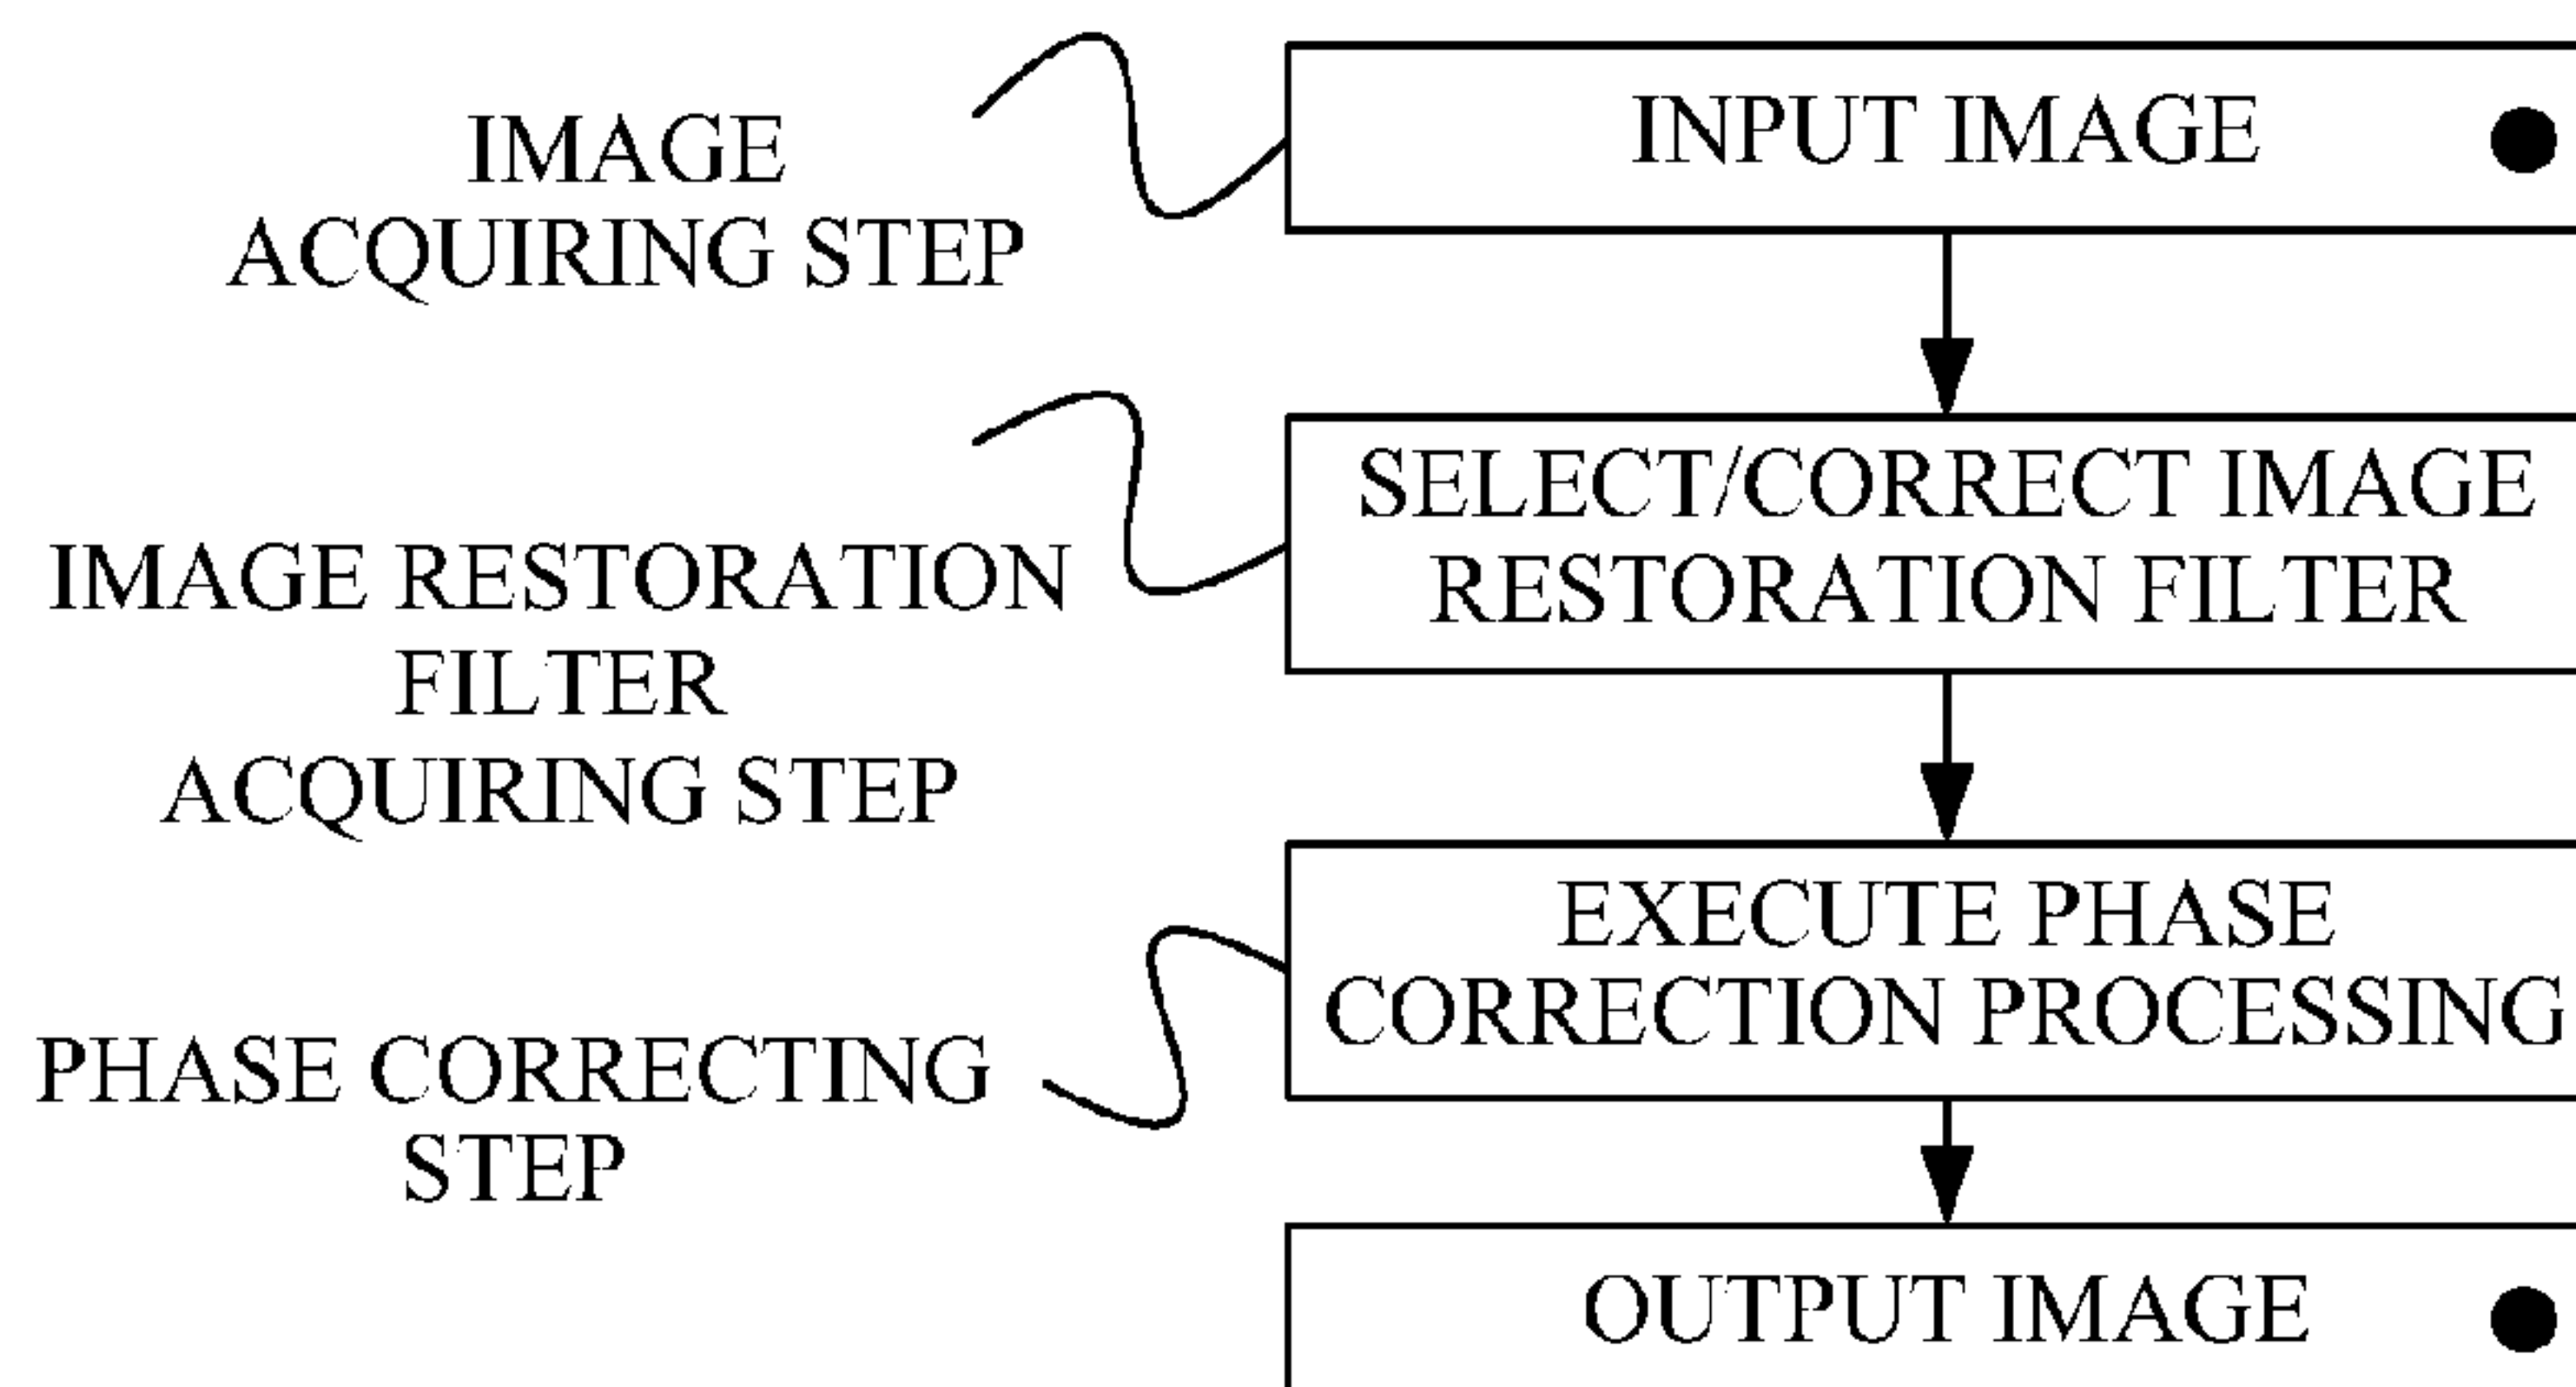 IMAGE
ACQUIRING STEP
INPUT IMAGE
IMAGE RESTORATION
FILTER
ACQUIRING STEP
SELECT/CORRECT IMAGE
RESTORATION FILTER
PHASE CORRECTING
STEP
EXECUTE PHASE
CORRECTION PROCESSING
OUTPUT IMAGE